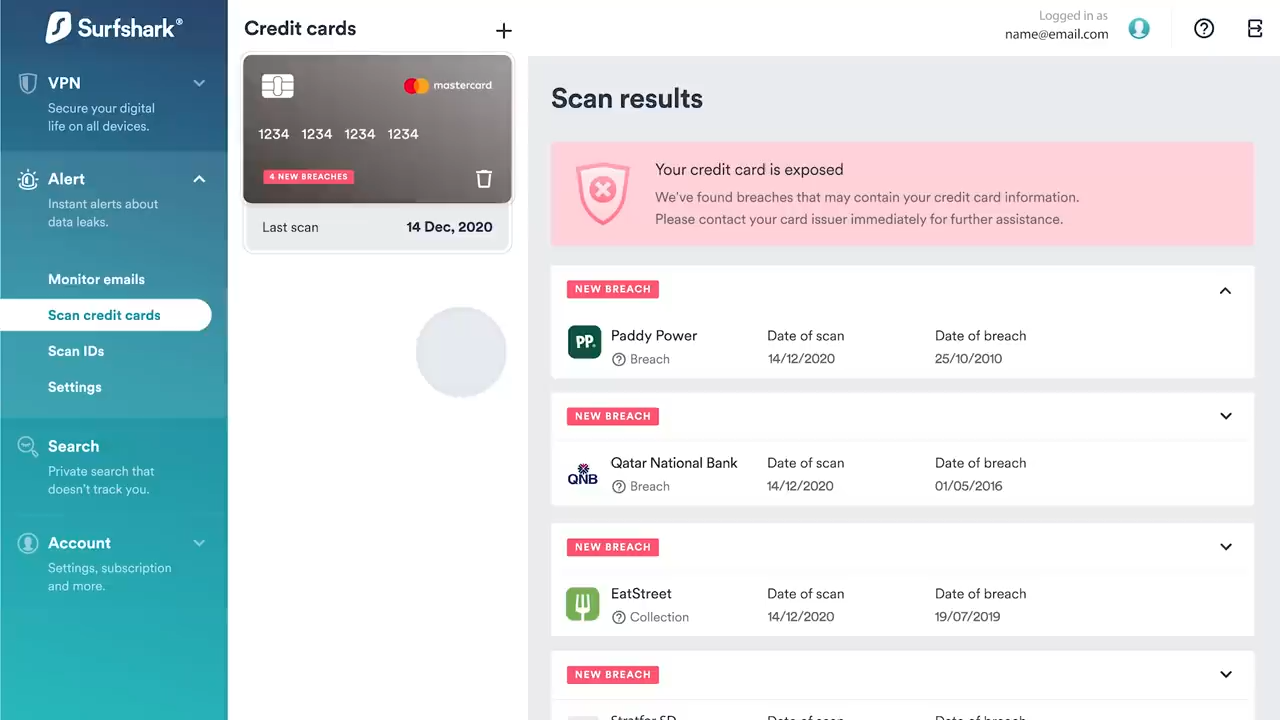 Surfshark®
VPN
Secure your digital
life on all devices.
Alert
Instant alerts about
data leaks.
Monitor emails
Scan credit cards
Scan IDs
Settings
Search
Private search that
doesn't track you.
Account
Settings, subscription
and more.
Credit cards
mastercard
1234 1234 1234 1234
4 NEW BREACHES
Last scan 14 Dec, 2020
Logged in as
name@email.com
Scan results
Your credit card is exposed
We've found breaches that may contain your credit card information.
Please contact your card issuer immediately for further assistance.
NEW BREACH
PP.
Paddy Power Date of scan Date of breach
Breach 14/12/2020 25/10/2010
NEW BREACH
QNB
Qatar National Bank Date of scan Date of breach
Breach 14/12/2020 01/05/2016
NEW BREACH
EatStreet Date of scan Date of breach
Collection 14/12/2020 19/07/2019
NEW BREACH
Date of scan Date of breach